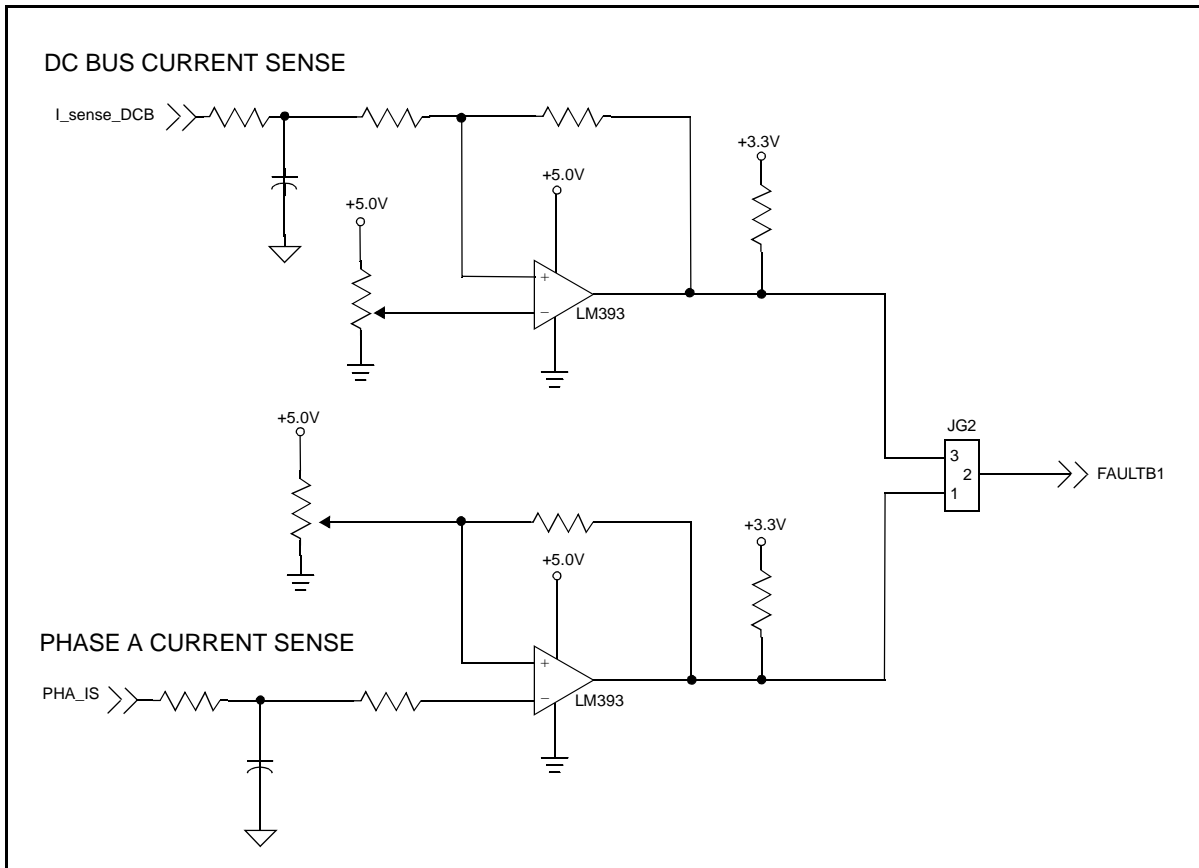 DC BUS CURRENT SENSE
I_sense_DCB
+3.3V
+5.0V
+5.0V
+
−
LM393
+5.0V
JG2
3
2
1
FAULTB1
+3.3V
+5.0V
PHASE A CURRENT SENSE
+
−
PHA_IS
LM393